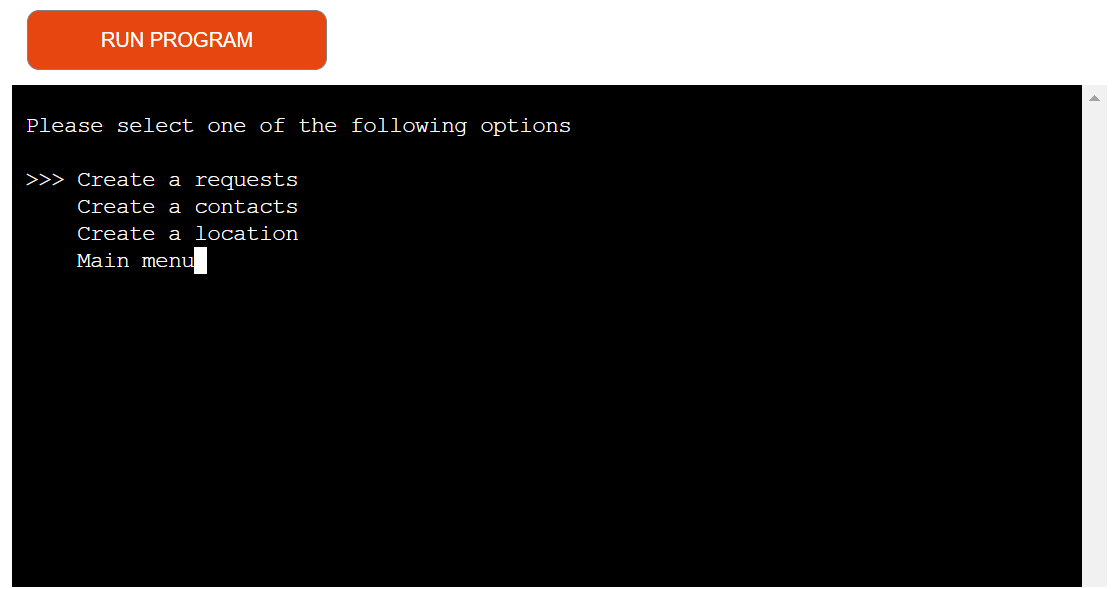 RUN PROGRAM
Please select one of the following options
>>> Create a requests
Create a contacts
Create a location
Main menu